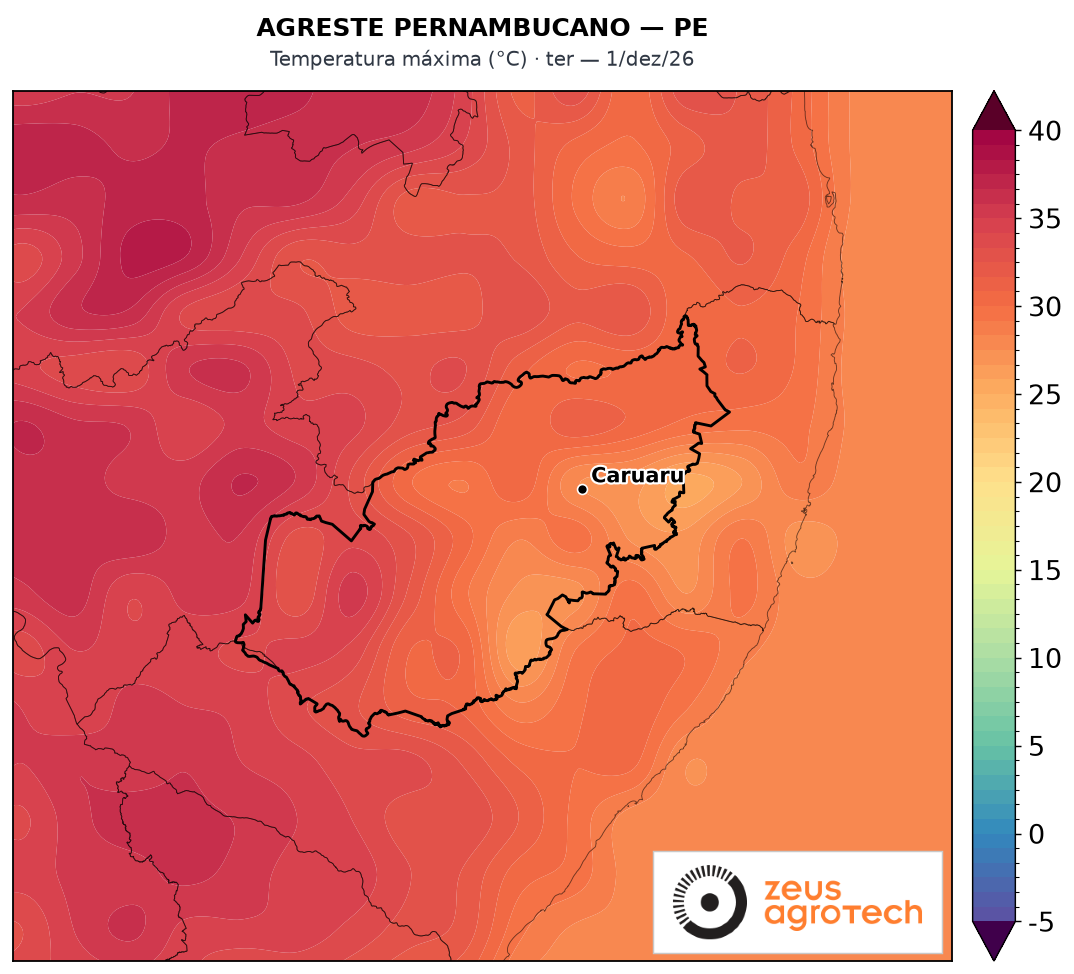 AGRESTE PERNAMBUCANO — PE
Temperatura máxima (°C) · ter — 1/dez/26
40
35
30
25
20
15
10
5
0
-5
Caruaru
zeus
agrotech